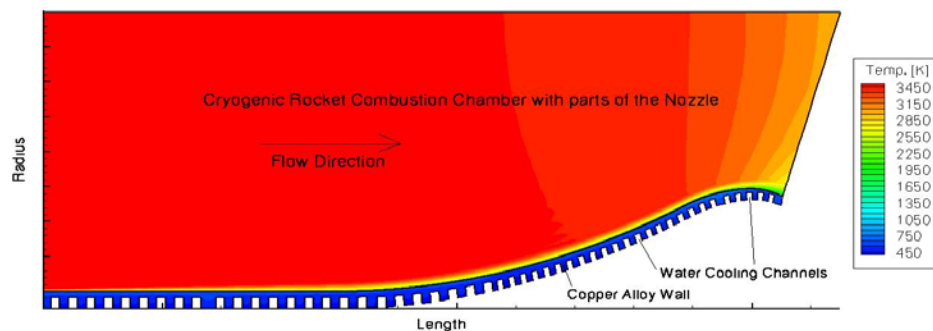 Cryogenic Rocket Combustion Chamber with parts of the Nozzle
Flow Direction
Radius
Water Cooling Channels
Copper Alloy Wall
Length
Temp. [K]
3450
3150
2850
2550
2250
1950
1650
1350
1050
750
450